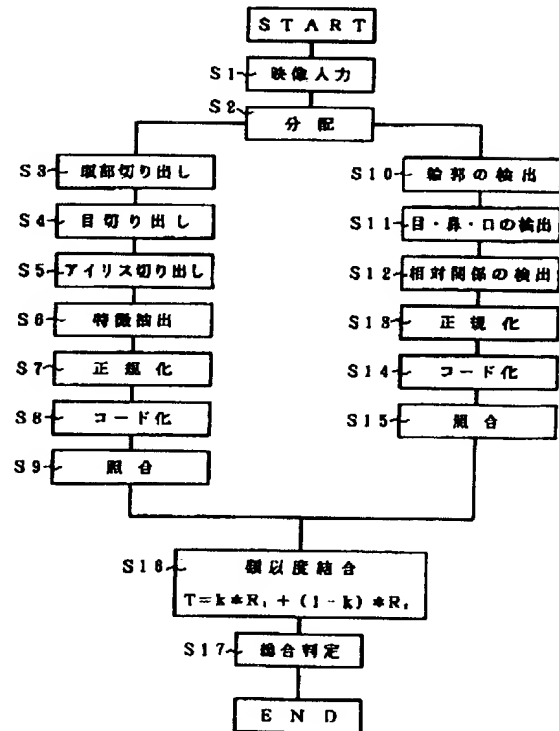 START
S1 映像入力
S2 分配
S3 頭部切り出し
S4 目切り出し
S5 アイリス切り出し
S6 特徴抽出
S7 正規化
S8 コード化
S9 照合
S10 輪郭の検出
S11 目・鼻・口の検出
S12 相対関係の検出
S13 正規化
S14 コード化
S15 照合
S16 類似度結合
T=k*R₁+(1-k)*R₂
S17 総合判定
END